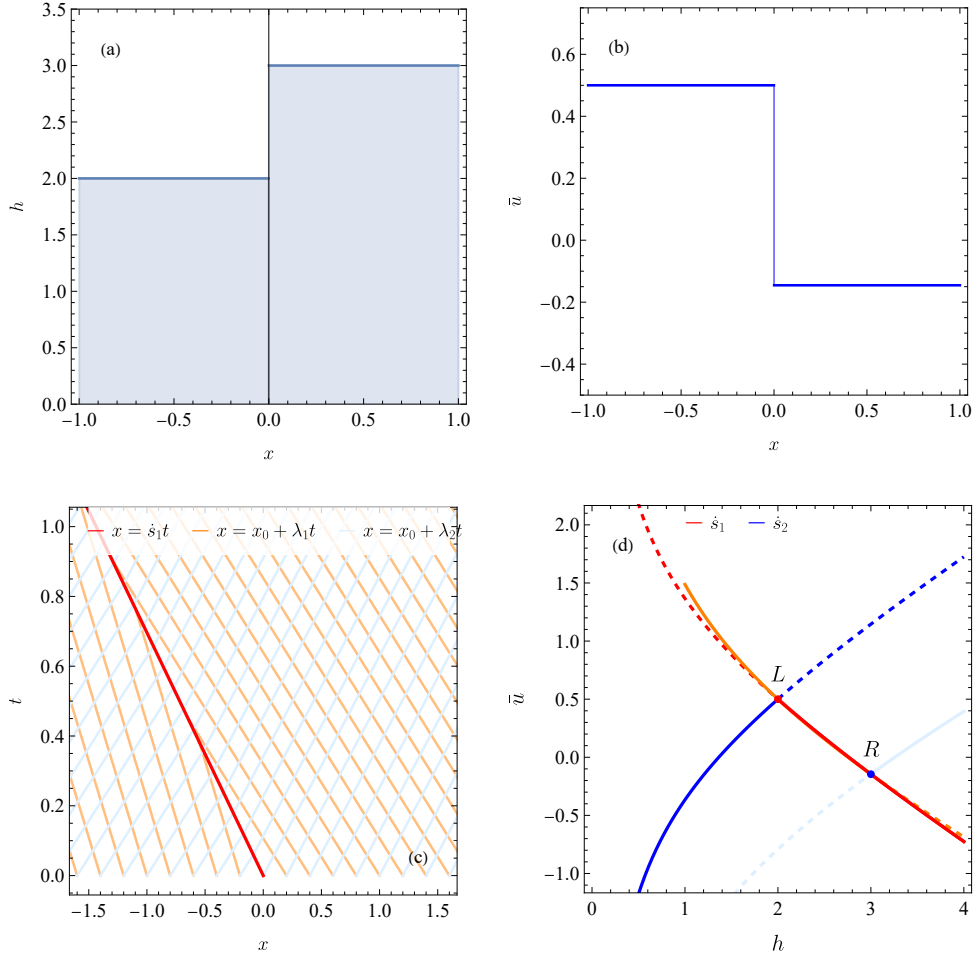 (a)
h
3.5
3.0
2.5
2.0
1.5
1.0
0.5
0.0
−1.0 −0.5 0.0 0.5 1.0
x
(b)
ū
0.6
0.4
0.2
0.0
−0.2
−0.4
−1.0 −0.5 0.0 0.5 1.0
x
x = ṡ₁t x = x₀ + λ₁t x = x₀ + λ₂t
t
1.0
0.8
0.6
0.4
0.2
0.0
(c)
−1.5 −1.0 −0.5 0.0 0.5 1.0 1.5
x
ṡ₁ ṡ₂
(d)
ū
2.0
1.5
1.0
0.5
0.0
−0.5
−1.0
L
R
0 1 2 3 4
h